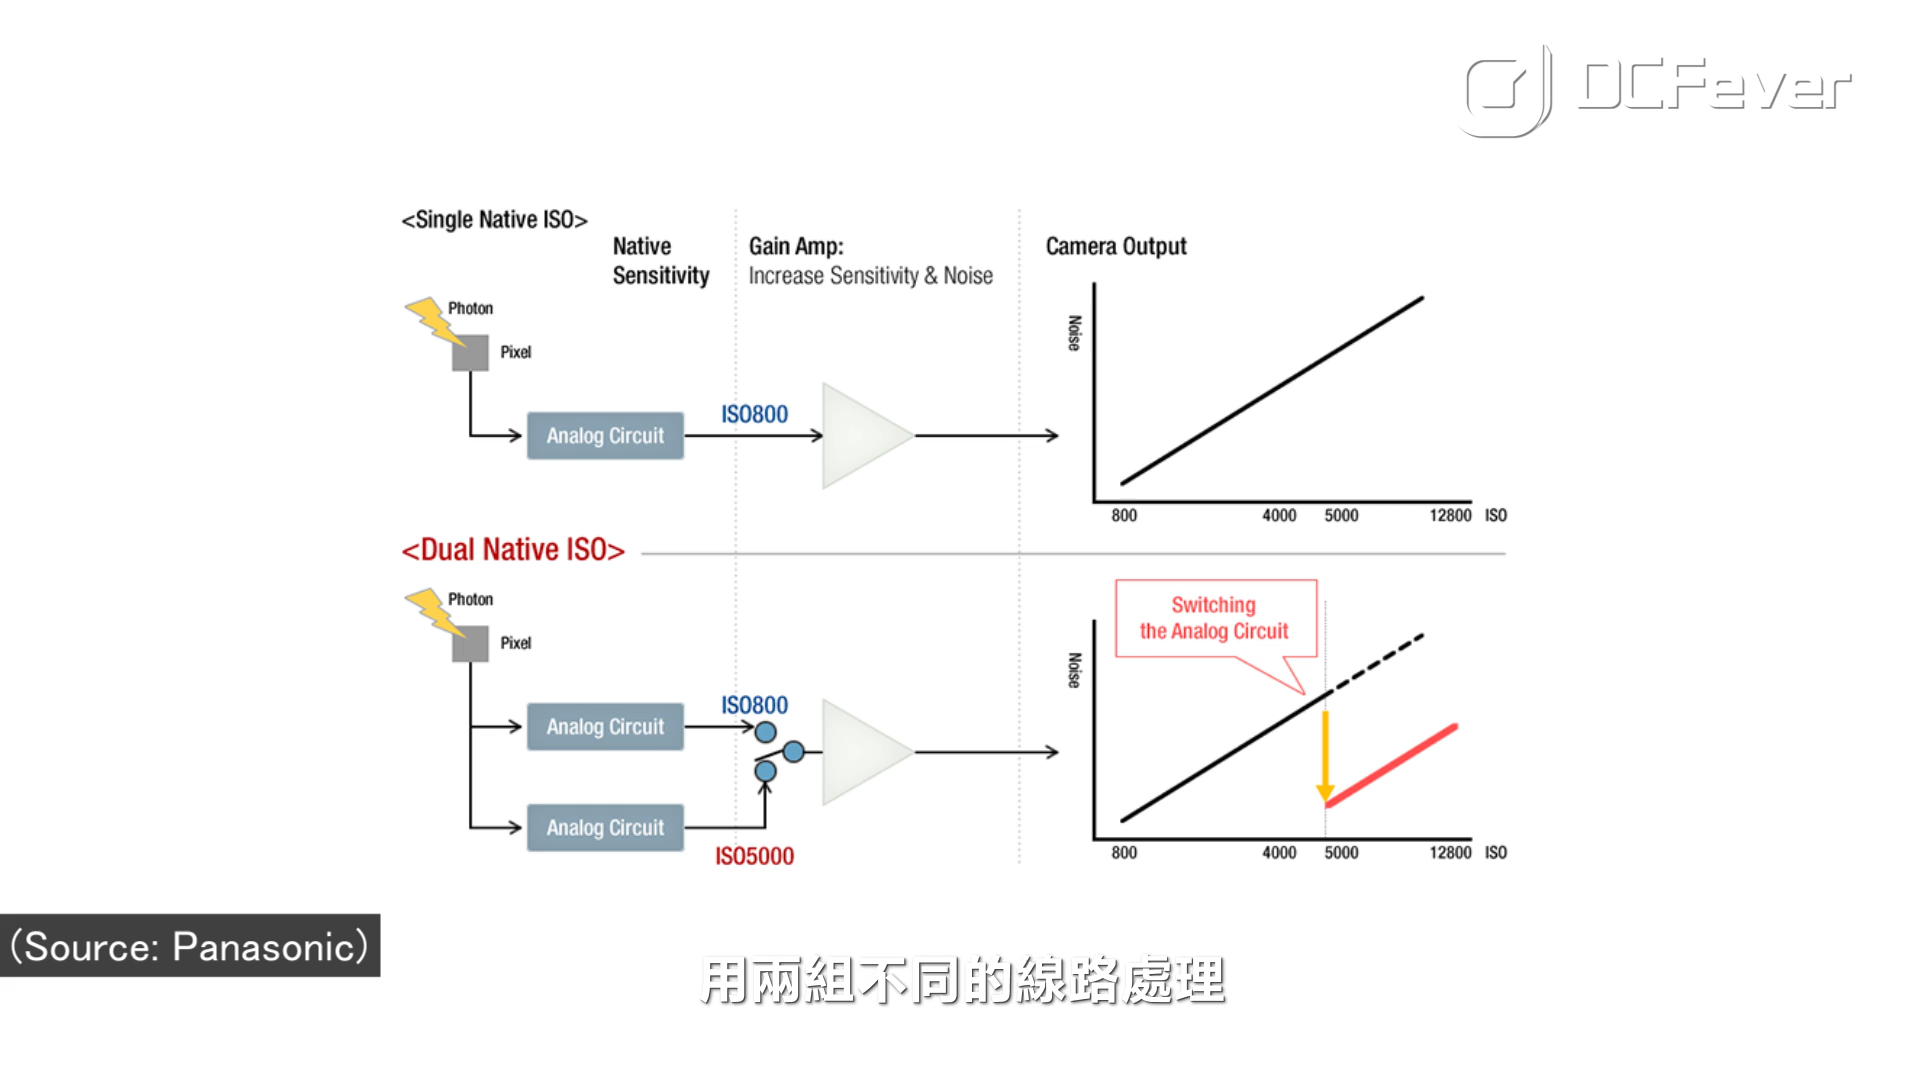 DCFever
<Single Native ISO>
Native
Sensitivity
Gain Amp:
Increase Sensitivity & Noise
Camera Output
Photon
Pixel
Analog Circuit
ISO800
Noise
800 4000 5000 12800 ISO
<Dual Native ISO>
Photon
Pixel
Analog Circuit
ISO800
Analog Circuit
ISO5000
Switching
the Analog Circuit
Noise
800 4000 5000 12800 ISO
(Source: Panasonic)
用兩組不同的線路處理